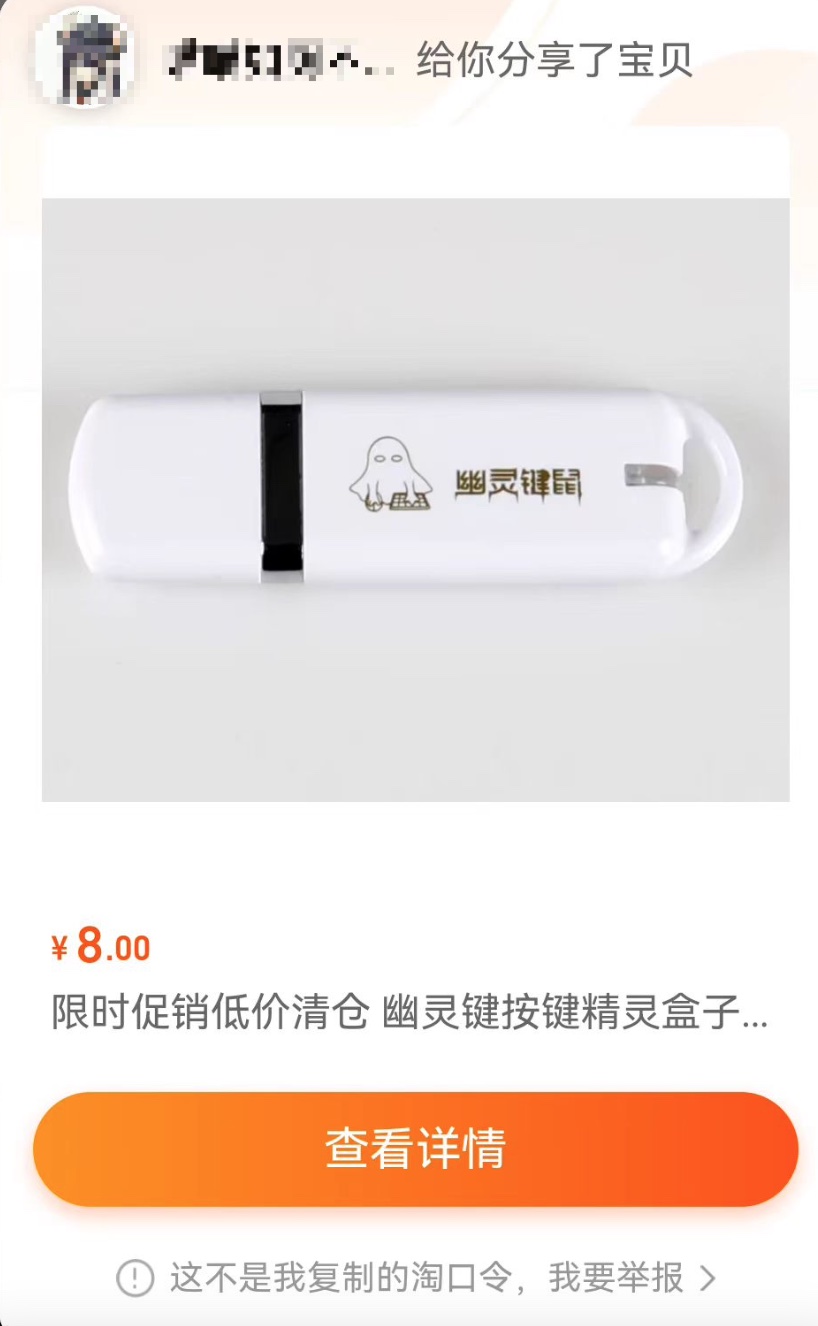 给你分享了宝贝
幽灵键鼠
¥8.00
限时促销低价清仓 幽灵键按键精灵盒子...
查看详情
这不是我复制的淘口令，我要举报